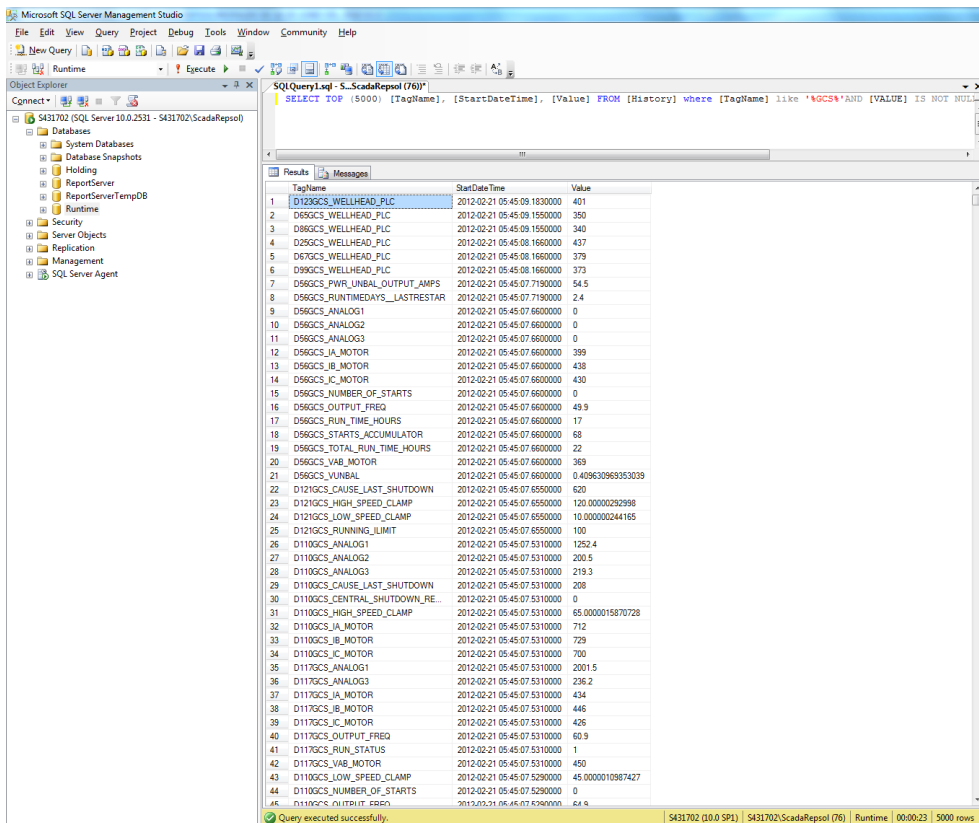 Microsoft SQL Server Management Studio
File Edit View Query Project Debug Tools Window Community Help
New Query
Runtime Execute
Object Explorer
SQLQuery1.sql - S...ScadaRepsol (76))*
Connect
SELECT TOP (5000) [TagName], [StartDateTime], [Value] FROM [History] where [TagName] like '%GCS%'AND [VALUE] IS NOT NULL
S431702 (SQL Server 10.0.2531 - S431702\ScadaRepsol)
Databases
System Databases
Database Snapshots
Holding
ReportServer
ReportServerTempDB
Runtime
Security
Server Objects
Replication
Management
SQL Server Agent
Results Messages
TagName StartDateTime Value
1 D123GCS_WELLHEAD_PLC 2012-02-21 05:45:09.1830000 401
2 D65GCS_WELLHEAD_PLC 2012-02-21 05:45:09.1550000 350
3 D86GCS_WELLHEAD_PLC 2012-02-21 05:45:09.1550000 340
4 D25GCS_WELLHEAD_PLC 2012-02-21 05:45:08.1660000 437
5 D67GCS_WELLHEAD_PLC 2012-02-21 05:45:08.1660000 379
6 D99GCS_WELLHEAD_PLC 2012-02-21 05:45:08.1660000 373
7 D56GCS_PWR_UNBAL_OUTPUT_AMPS 2012-02-21 05:45:07.7190000 54.5
8 D56GCS_RUNTIMEDAYS__LASTRESTAR 2012-02-21 05:45:07.7190000 2.4
9 D56GCS_ANALOG1 2012-02-21 05:45:07.6600000 0
10 D56GCS_ANALOG2 2012-02-21 05:45:07.6600000 0
11 D56GCS_ANALOG3 2012-02-21 05:45:07.6600000 0
12 D56GCS_IA_MOTOR 2012-02-21 05:45:07.6600000 399
13 D56GCS_IB_MOTOR 2012-02-21 05:45:07.6600000 438
14 D56GCS_IC_MOTOR 2012-02-21 05:45:07.6600000 430
15 D56GCS_NUMBER_OF_STARTS 2012-02-21 05:45:07.6600000 0
16 D56GCS_OUTPUT_FREQ 2012-02-21 05:45:07.6600000 49.9
17 D56GCS_RUN_TIME_HOURS 2012-02-21 05:45:07.6600000 17
18 D56GCS_STARTS_ACCUMULATOR 2012-02-21 05:45:07.6600000 68
19 D56GCS_TOTAL_RUN_TIME_HOURS 2012-02-21 05:45:07.6600000 22
20 D56GCS_VAB_MOTOR 2012-02-21 05:45:07.6600000 369
21 D56GCS_VUNBAL 2012-02-21 05:45:07.6600000 0.409630969353039
22 D121GCS_CAUSE_LAST_SHUTDOWN 2012-02-21 05:45:07.6550000 620
23 D121GCS_HIGH_SPEED_CLAMP 2012-02-21 05:45:07.6550000 120.00000292998
24 D121GCS_LOW_SPEED_CLAMP 2012-02-21 05:45:07.6550000 10.000000244165
25 D121GCS_RUNNING_ILIMIT 2012-02-21 05:45:07.6550000 100
26 D110GCS_ANALOG1 2012-02-21 05:45:07.5310000 1252.4
27 D110GCS_ANALOG2 2012-02-21 05:45:07.5310000 200.5
28 D110GCS_ANALOG3 2012-02-21 05:45:07.5310000 219.3
29 D110GCS_CAUSE_LAST_SHUTDOWN 2012-02-21 05:45:07.5310000 208
30 D110GCS_CENTRAL_SHUTDOWN_RE... 2012-02-21 05:45:07.5310000 0
31 D110GCS_HIGH_SPEED_CLAMP 2012-02-21 05:45:07.5310000 65.0000015870728
32 D110GCS_IA_MOTOR 2012-02-21 05:45:07.5310000 712
33 D110GCS_IB_MOTOR 2012-02-21 05:45:07.5310000 729
34 D110GCS_IC_MOTOR 2012-02-21 05:45:07.5310000 700
35 D117GCS_ANALOG1 2012-02-21 05:45:07.5310000 2001.5
36 D117GCS_ANALOG3 2012-02-21 05:45:07.5310000 236.2
37 D117GCS_IA_MOTOR 2012-02-21 05:45:07.5310000 434
38 D117GCS_IB_MOTOR 2012-02-21 05:45:07.5310000 446
39 D117GCS_IC_MOTOR 2012-02-21 05:45:07.5310000 426
40 D117GCS_OUTPUT_FREQ 2012-02-21 05:45:07.5310000 60.9
41 D117GCS_RUN_STATUS 2012-02-21 05:45:07.5310000 1
42 D117GCS_VAB_MOTOR 2012-02-21 05:45:07.5310000 450
43 D110GCS_LOW_SPEED_CLAMP 2012-02-21 05:45:07.5290000 45.0000010987427
44 D110GCS_NUMBER_OF_STARTS 2012-02-21 05:45:07.5290000 0
45 D110GCS_OUTPUT_FREQ 2012-02-21 05:45:07.5290000 64.9
Query executed successfully. S431702 (10.0 SP1) S431702\ScadaRepsol (76) Runtime 00:00:23 5000 rows